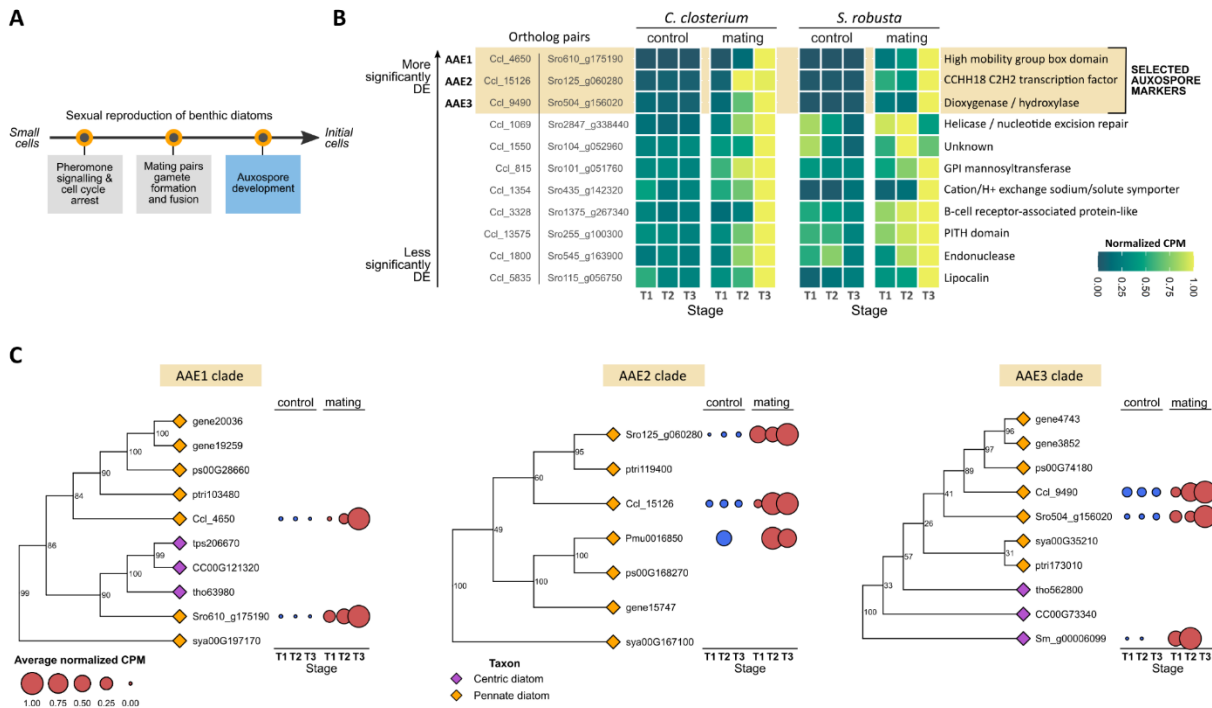 A
Sexual reproduction of benthic diatoms
Small cells
Initial cells
Pheromone signalling & cell cycle arrest
Mating pairs gamete formation and fusion
Auxospore development
B
C. closterium
S. robusta
Ortholog pairs
control
mating
control
mating
More significantly DE
Less significantly DE
AAE1 Ccl_4650 Sro610_g175190 High mobility group box domain
AAE2 Ccl_15126 Sro125_g060280 CCHH18 C2H2 transcription factor
AAE3 Ccl_9490 Sro504_g156020 Dioxygenase / hydroxylase
Ccl_1069 Sro2847_g338440 Helicase / nucleotide excision repair
Ccl_1550 Sro104_g052960 Unknown
Ccl_815 Sro101_g051760 GPI mannosyltransferase
Ccl_1354 Sro435_g142320 Cation/H+ exchange sodium/solute symporter
Ccl_3328 Sro1375_g267340 B-cell receptor-associated protein-like
Ccl_13575 Sro255_g100300 PITH domain
Ccl_1800 Sro545_g163900 Endonuclease
Ccl_5835 Sro115_g056750 Lipocalin
SELECTED AUXOSPORE MARKERS
T1 T2 T3 T1 T2 T3 T1 T2 T3 T1 T2 T3
Stage
Stage
Normalized CPM
0.00 0.25 0.50 0.75 1.00
C
AAE1 clade
control mating
gene20036
gene19259
ps00G28660
ptri103480
Ccl_4650
tps206670
CC00G121320
tho63980
Sro610_g175190
sya00G197170
100
100
90
84
86
99
99
100
90
T1 T2 T3 T1 T2 T3
Stage
Average normalized CPM
1.00 0.75 0.50 0.25 0.00
AAE2 clade
control mating
Sro125_g060280
ptri119400
Ccl_15126
Pmu0016850
ps00G168270
gene15747
sya00G167100
95
60
49
100
100
100
T1 T2 T3 T1 T2 T3
Stage
Taxon
Centric diatom
Pennate diatom
AAE3 clade
control mating
gene4743
gene3852
ps00G74180
Ccl_9490
Sro504_g156020
sya00G35210
ptri173010
tho562800
CC00G73340
Sm_g00006099
96
97
89
41
26
31
57
33
100
T1 T2 T3 T1 T2 T3
Stage